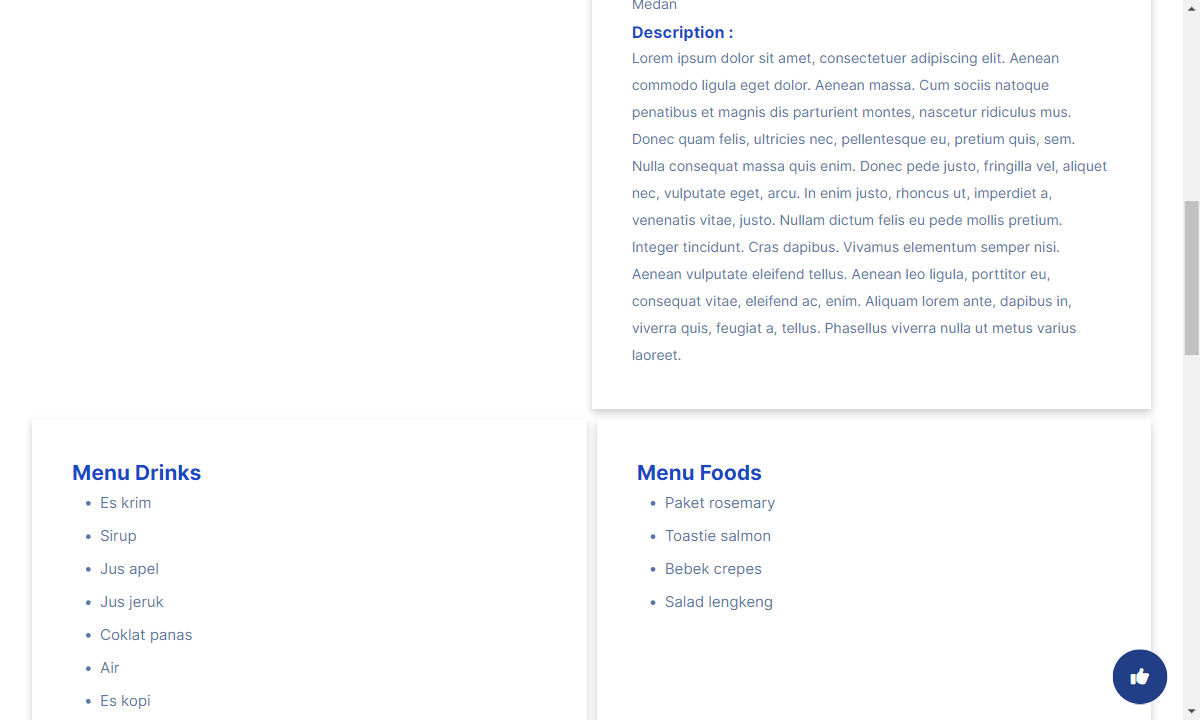 Medan
Description :
Lorem ipsum dolor sit amet, consectetuer adipiscing elit. Aenean
commodo ligula eget dolor. Aenean massa. Cum sociis natoque
penatibus et magnis dis parturient montes, nascetur ridiculus mus.
Donec quam felis, ultricies nec, pellentesque eu, pretium quis, sem.
Nulla consequat massa quis enim. Donec pede justo, fringilla vel, aliquet
nec, vulputate eget, arcu. In enim justo, rhoncus ut, imperdiet a,
venenatis vitae, justo. Nullam dictum felis eu pede mollis pretium.
Integer tincidunt. Cras dapibus. Vivamus elementum semper nisi.
Aenean vulputate eleifend tellus. Aenean leo ligula, porttitor eu,
consequat vitae, eleifend ac, enim. Aliquam lorem ante, dapibus in,
viverra quis, feugiat a, tellus. Phasellus viverra nulla ut metus varius
laoreet.
Menu Drinks
• Es krim
• Sirup
• Jus apel
• Jus jeruk
• Coklat panas
• Air
• Es kopi
Menu Foods
• Paket rosemary
• Toastie salmon
• Bebek crepes
• Salad lengkeng